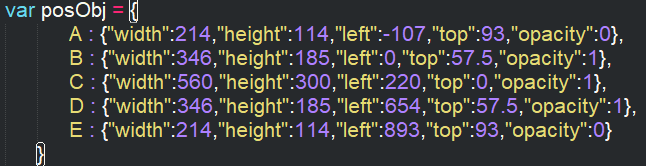 var posObj = {
A : {"width":214,"height":114,"left":-107,"top":93,"opacity":0},
B : {"width":346,"height":185,"left":0,"top":57.5,"opacity":1},
C : {"width":560,"height":300,"left":220,"top":0,"opacity":1},
D : {"width":346,"height":185,"left":654,"top":57.5,"opacity":1},
E : {"width":214,"height":114,"left":893,"top":93,"opacity":0}
}